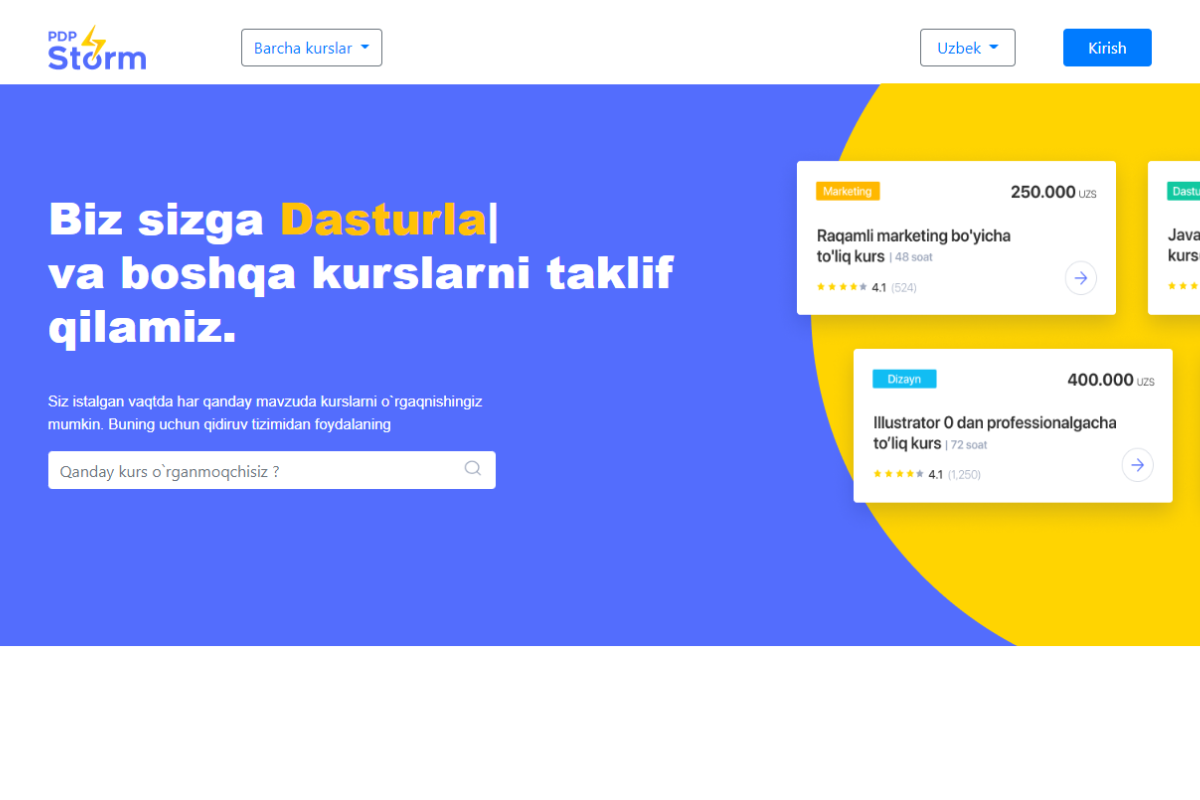 PDP
Storm
Barcha kurslar
Uzbek
Kirish
Biz sizga Dasturla|
va boshqa kurslarni taklif
qilamiz.
Siz istalgan vaqtda har qanday mavzuda kurslarni o`rgaqnishingiz
mumkin. Buning uchun qidiruv tizimidan foydalaning
Qanday kurs o`rganmoqchisiz ?
Marketing
250.000 UZS
Raqamli marketing bo'yicha
to'liq kurs | 48 soat
4.1 (524)
Dastu
Java
kurs
Dizayn
400.000 UZS
Illustrator 0 dan professionalgacha
to’liq kurs | 72 soat
4.1 (1,250)